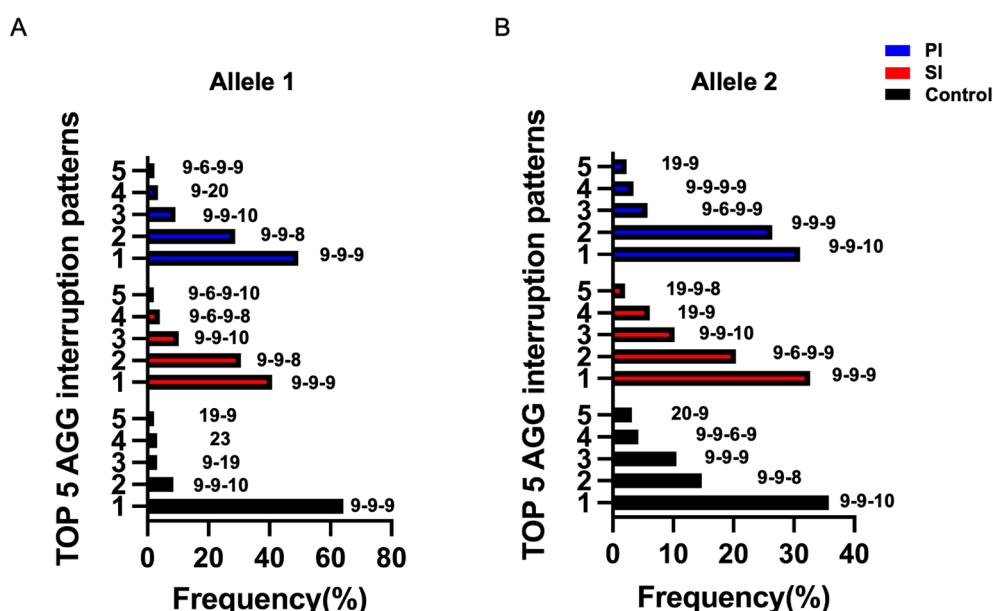 A
B
PI
SI
Control
Allele 1
Allele 2
TOP 5 AGG interruption patterns
5 9-6-9-9
4 9-20
3 9-9-10
2 9-9-8
1 9-9-9
5 9-6-9-10
4 9-6-9-8
3 9-9-10
2 9-9-8
1 9-9-9
5 19-9
4 23
3 9-19
2 9-9-10
1 9-9-9
0 20 40 60 80
Frequency(%)
TOP 5 AGG interruption patterns
5 19-9
4 9-9-9-9
3 9-6-9-9
2 9-9-9
1 9-9-10
5 19-9-8
4 19-9
3 9-9-10
2 9-6-9-9
1 9-9-9
5 20-9
4 9-9-6-9
3 9-9-9
2 9-9-8
1 9-9-10
0 10 20 30 40
Frequency(%)